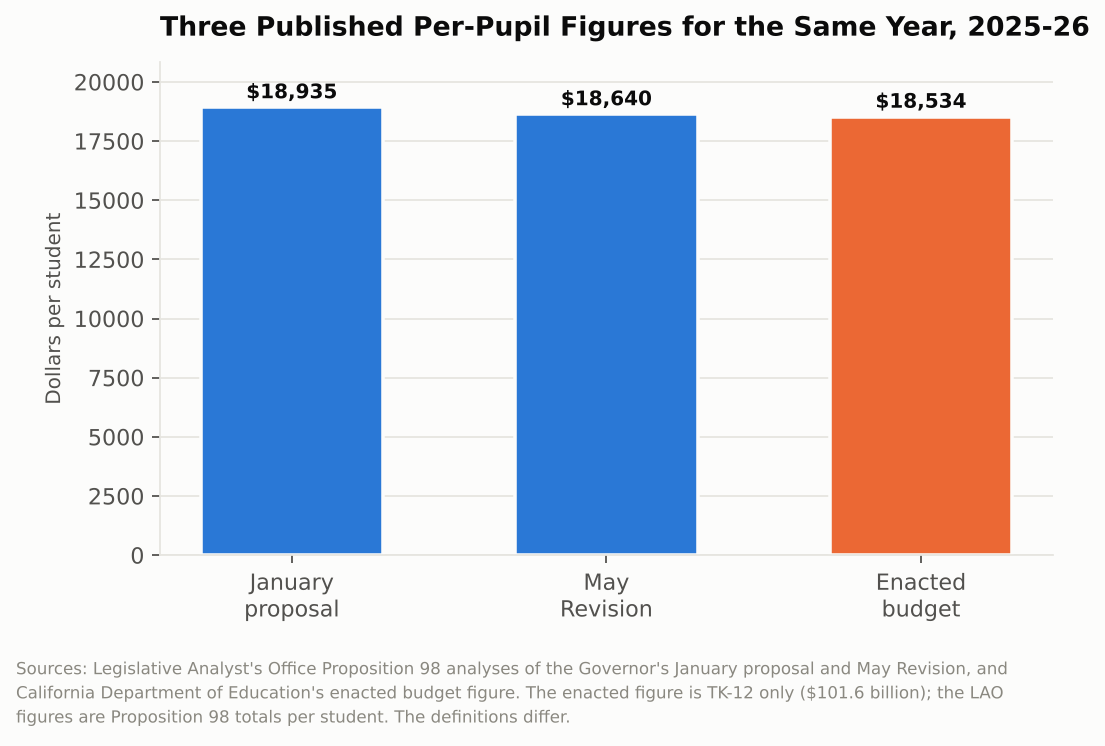 Three Published Per-Pupil Figures for the Same Year, 2025-26
Dollars per student
20000
17500
15000
12500
10000
7500
5000
2500
0
$18,935
$18,640
$18,534
January
proposal
May
Revision
Enacted
budget
Sources: Legislative Analyst's Office Proposition 98 analyses of the Governor's January proposal and May Revision, and
California Department of Education's enacted budget figure. The enacted figure is TK-12 only ($101.6 billion); the LAO
figures are Proposition 98 totals per student. The definitions differ.